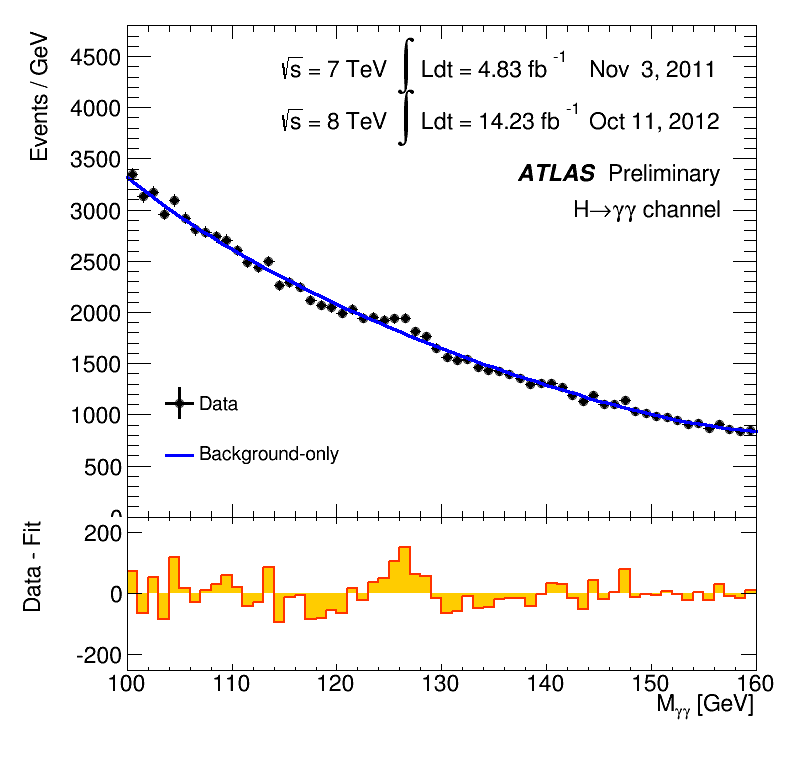 Events / GeV
4500
4000
3500
3000
2500
2000
1500
1000
500
0
√s = 7 TeV ∫ Ldt = 4.83 fb⁻¹ Nov 3, 2011
√s = 8 TeV ∫ Ldt = 14.23 fb⁻¹ Oct 11, 2012
ATLAS Preliminary
H→γγ channel
Data
Background-only
Data - Fit
200
0
-200
100 110 120 130 140 150 160
Mγγ [GeV]